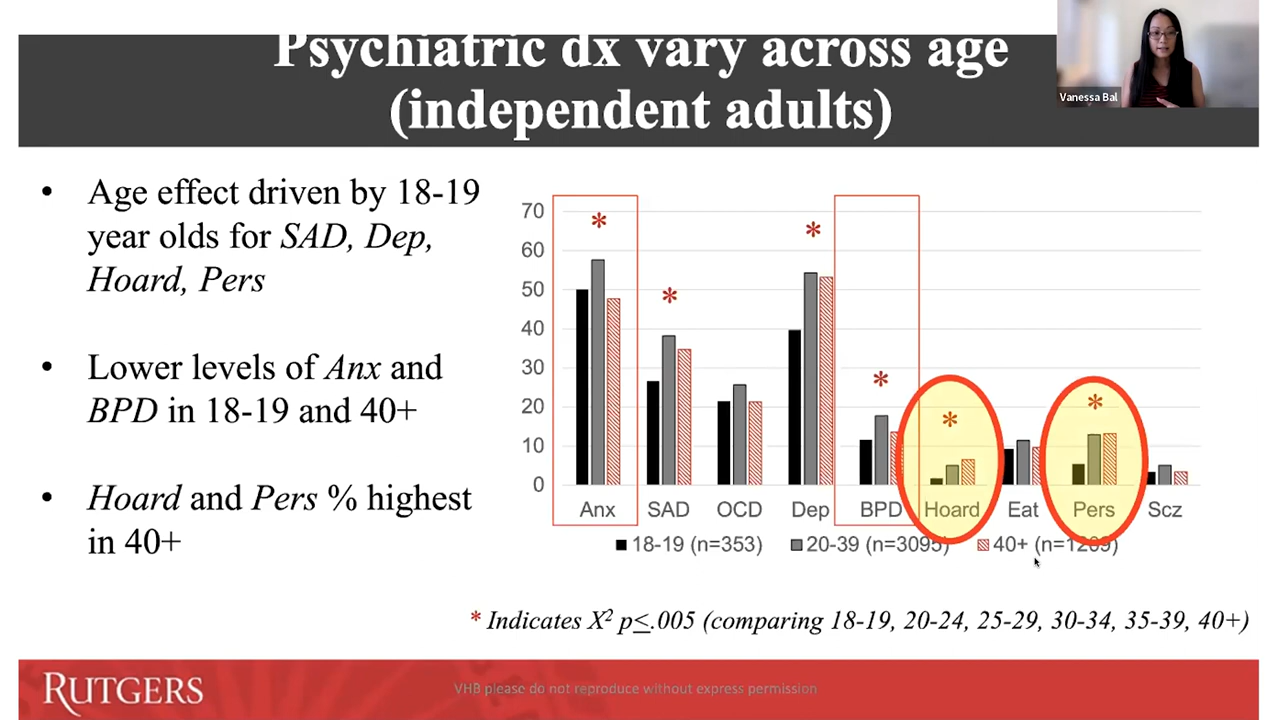 Psychiatric dx vary across age
(independent adults)
Vanessa Bal
• Age effect driven by 18-19
year olds for SAD, Dep,
Hoard, Pers
• Lower levels of Anx and
BPD in 18-19 and 40+
• Hoard and Pers % highest
in 40+
70
60
50
40
30
20
10
0
* * * * * *
Anx SAD OCD Dep BPD Hoard Eat Pers Scz
18-19 (n=353) 20-39 (n=3095) 40+
* Indicates X² p≤.005 (comparing 18-19, 20-24, 25-29, 30-34, 35-39, 40+)
RUTGERS
VHB please do not reproduce without express permission